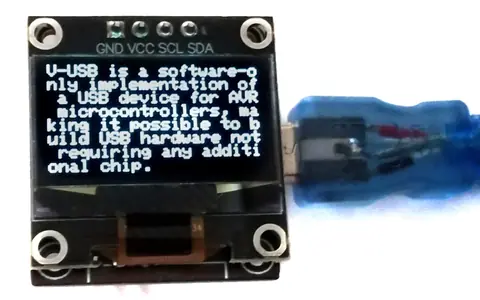 GND VCC SCL SDA
V-USB is a software-o
nly implementation of
 a USB device for AVR
 microcontrollers, ma
king it possible to b
uild USB hardware not
 requiring any additi
onal chip.